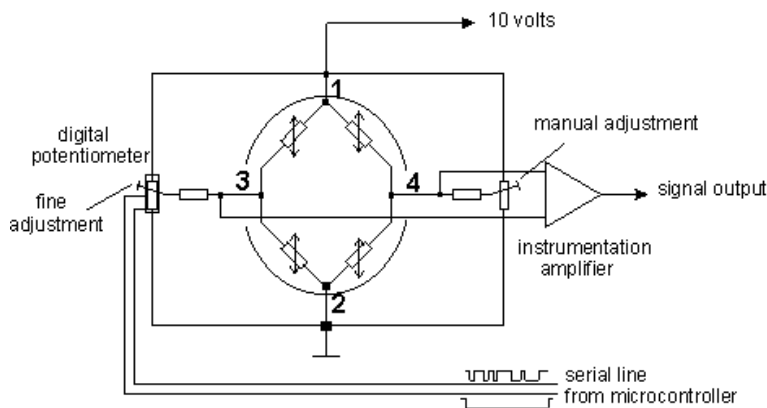 10 volts
1
manual adjustment
digital
potentiometer
3
4
fine
adjustment
signal output
instrumentation
amplifier
2
serial line
from microcontroller